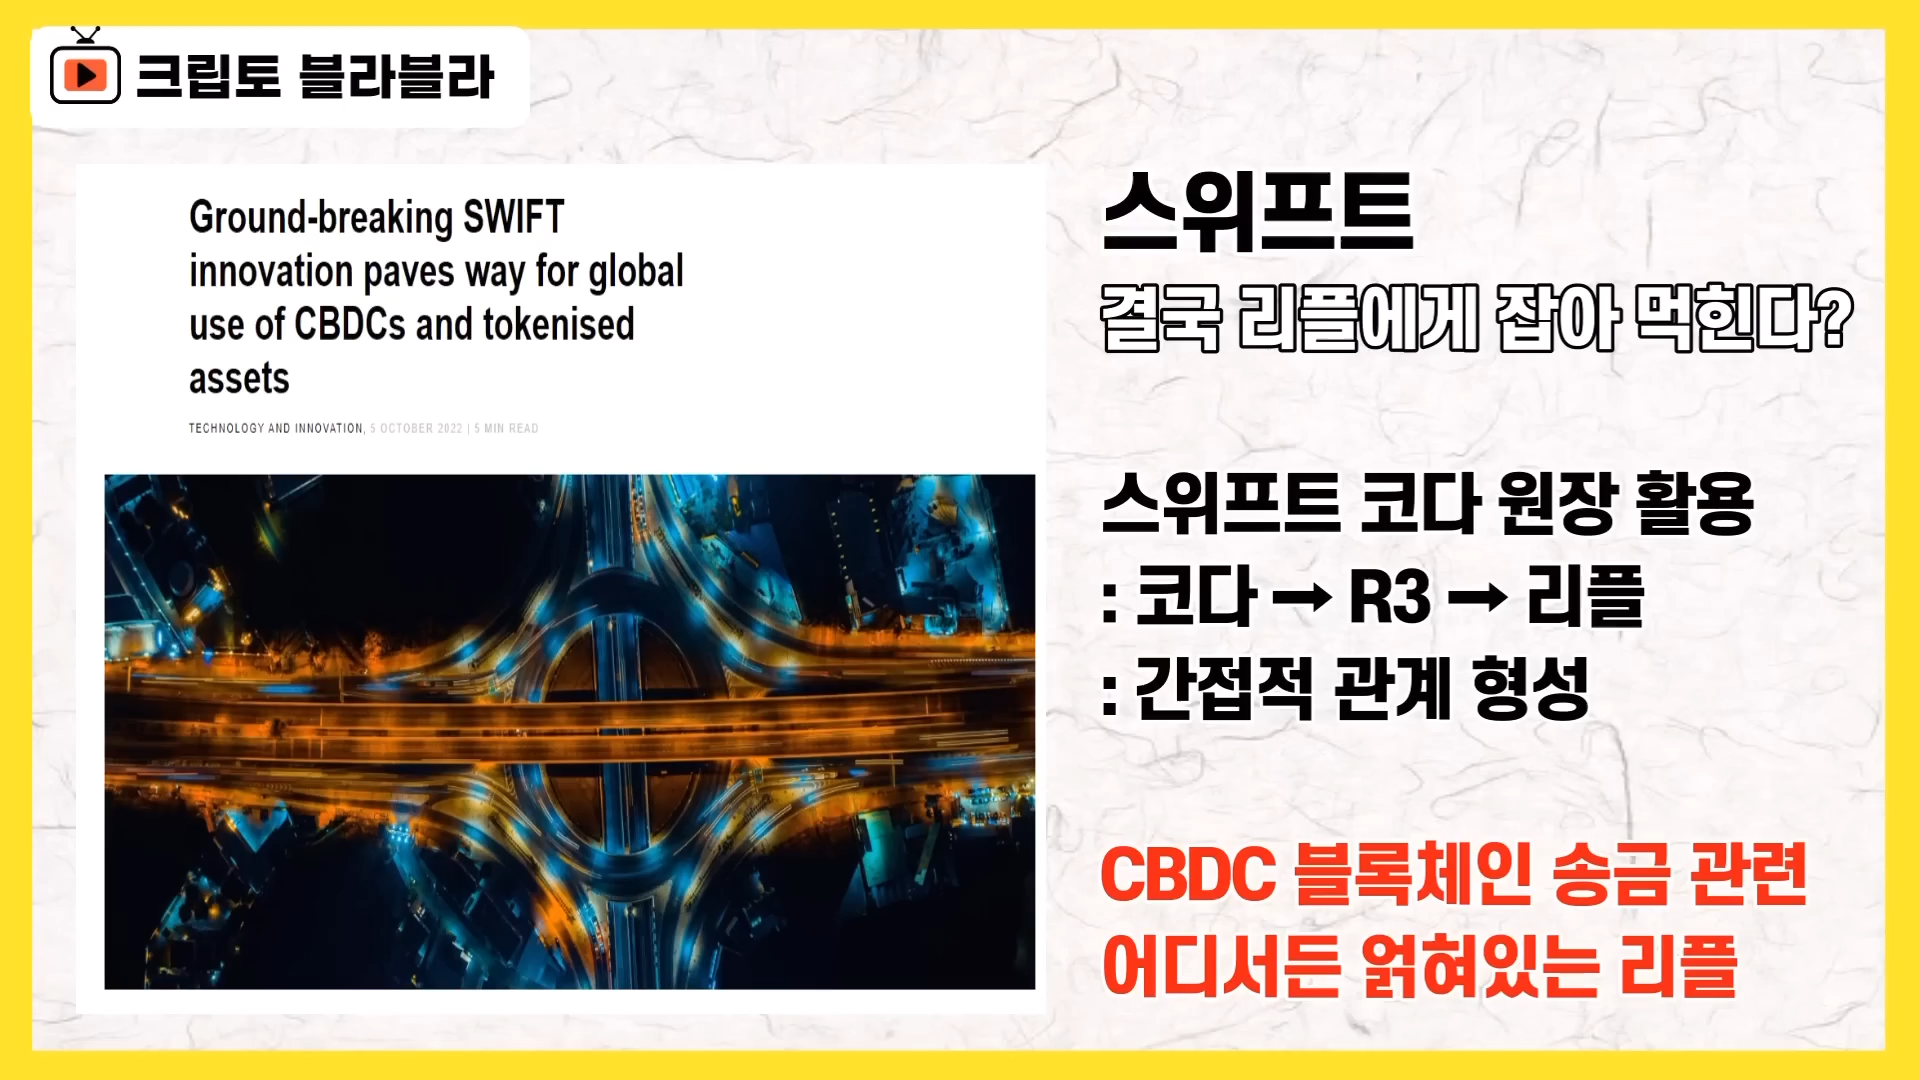 크립토 블라블라
Ground-breaking SWIFT
innovation paves way for global
use of CBDCs and tokenised
assets
TECHNOLOGY AND INNOVATION, 5 OCTOBER 2022 | 5 MIN READ
스위프트
결국 리플에게 잡아 먹힌다?
스위프트 코다 원장 활용
: 코다 → R3 → 리플
: 간접적 관계 형성
CBDC 블록체인 송금 관련
어디서든 얽혀있는 리플